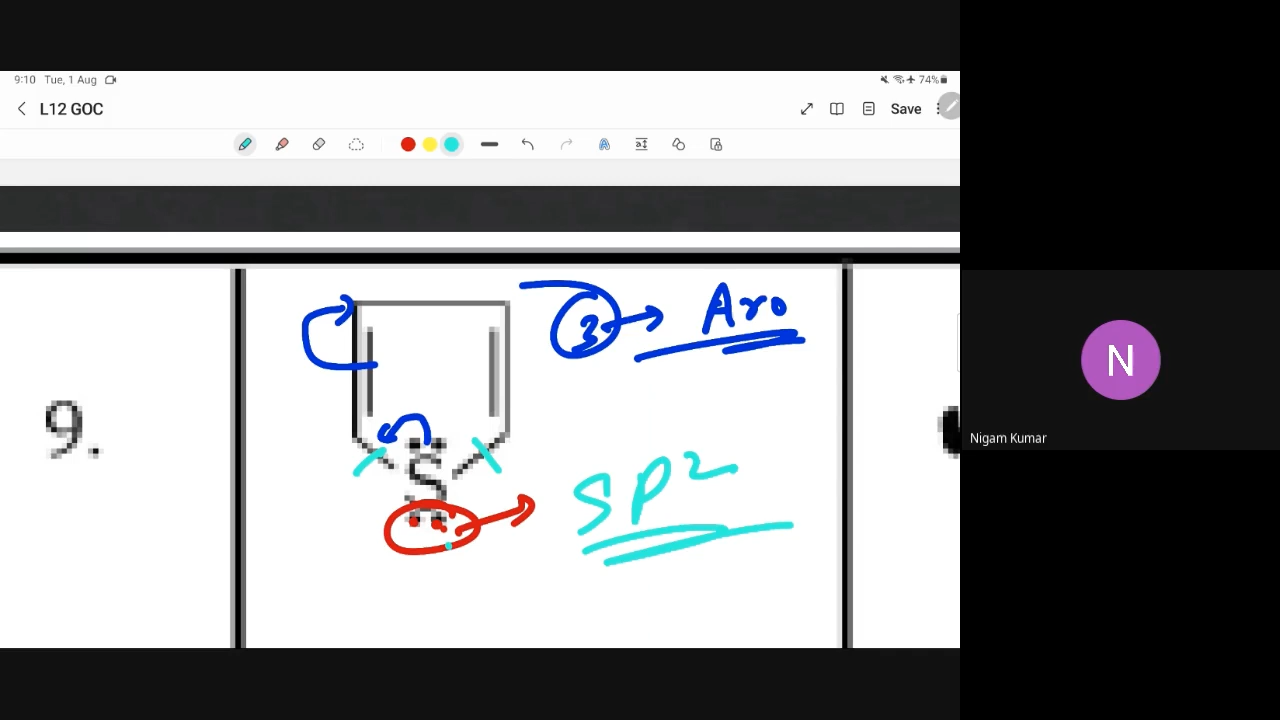 9:10 Tue, 1 Aug 74%
L12 GOC
Save
3 → Aro
9.
S
SP2
N
Nigam Kumar